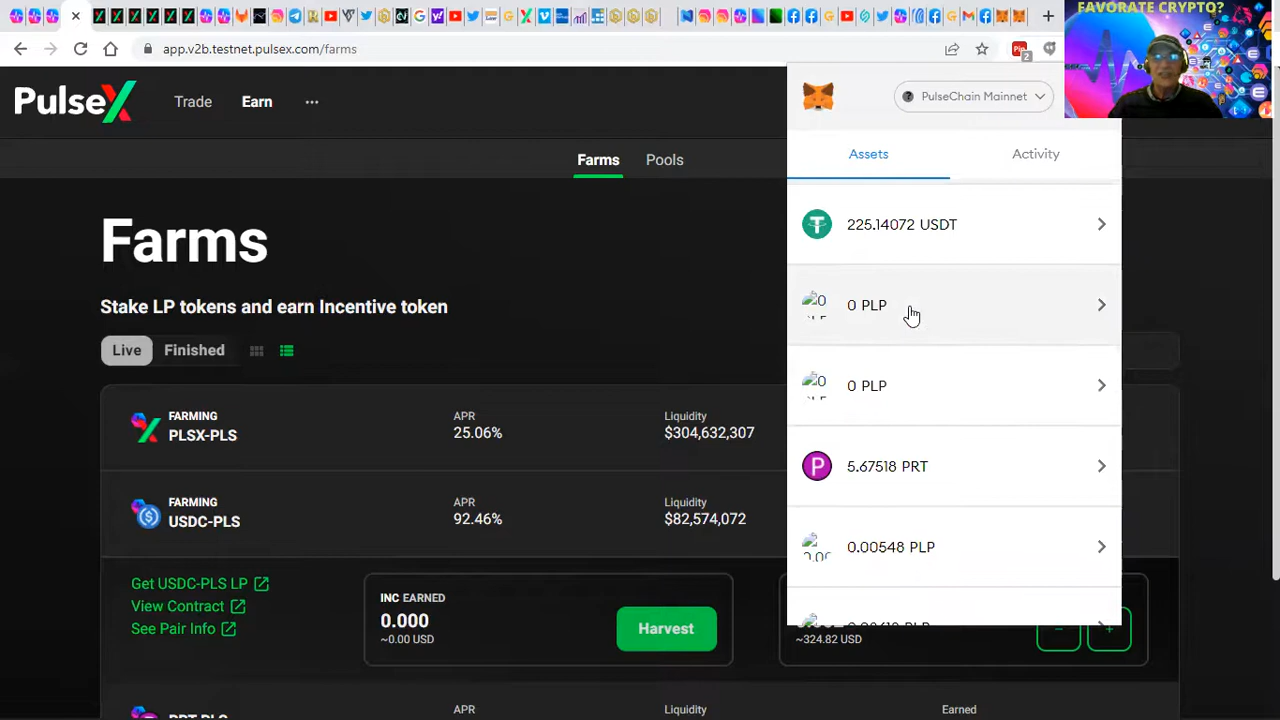 FAVORATE CRYPTO?
app.v2b.testnet.pulsex.com/farms
2
PulseX
Trade
Earn
PulseChain Mainnet
Farms
Pools
Assets
Activity
Farms
225.14072 USDT
Stake LP tokens and earn Incentive token
0 PLP
Live
Finished
0 PLP
FARMING
PLSX-PLS
APR
25.06%
Liquidity
$304,632,307
5.67518 PRT
FARMING
USDC-PLS
APR
92.46%
Liquidity
$82,574,072
0.00548 PLP
Get USDC-PLS LP
View Contract
See Pair Info
INC EARNED
0.000
~0.00 USD
Harvest
~324.82 USD
APR
Liquidity
Earned